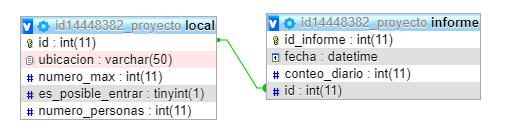 id14448382_proyecto local
id : int(11)
ubicacion : varchar(50)
numero_max : int(11)
es_posible_entrar : tinyint(1)
numero_personas : int(11)
id14448382_proyecto informe
id_informe : int(11)
fecha : datetime
conteo_diario : int(11)
id : int(11)